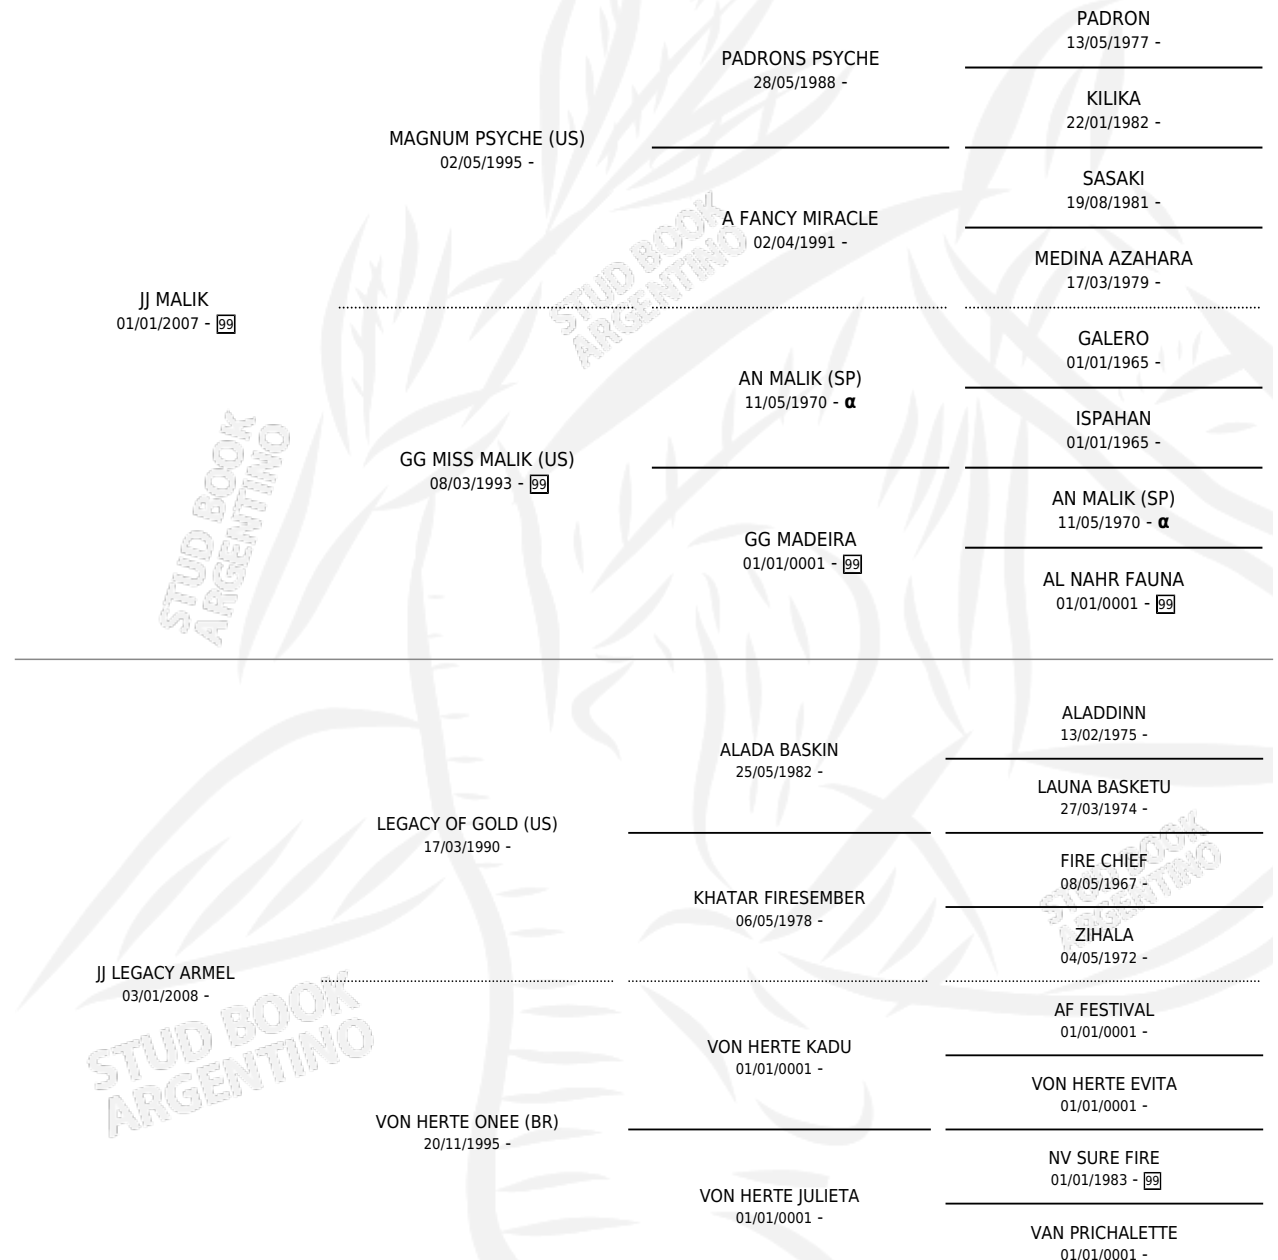 PADRON
13/05/1977 -
PADRONS PSYCHE
28/05/1988 -
KILIKA
22/01/1982 -
MAGNUM PSYCHE (US)
02/05/1995 -
SASAKI
19/08/1981 -
A FANCY MIRACLE
02/04/1991 -
MEDINA AZAHARA
17/03/1979 -
JJ MALIK
01/01/2007 - 99
GALERO
01/01/1965 -
AN MALIK (SP)
11/05/1970 - α
ISPAHAN
01/01/1965 -
GG MISS MALIK (US)
08/03/1993 - 99
AN MALIK (SP)
11/05/1970 - α
GG MADEIRA
01/01/0001 - 99
AL NAHR FAUNA
01/01/0001 - 99
STUD BOOK
ARGENTINO
STUD BOOK
ARGENTINO
ALADDINN
13/02/1975 -
ALADA BASKIN
25/05/1982 -
LAUNA BASKETU
27/03/1974 -
LEGACY OF GOLD (US)
17/03/1990 -
FIRE CHIEF
08/05/1967 -
KHATAR FIRESEMBER
06/05/1978 -
ZIHALA
04/05/1972 -
JJ LEGACY ARMEL
03/01/2008 -
AF FESTIVAL
01/01/0001 -
VON HERTE KADU
01/01/0001 -
VON HERTE EVITA
01/01/0001 -
VON HERTE ONEE (BR)
20/11/1995 -
NV SURE FIRE
01/01/1983 - 99
VON HERTE JULIETA
01/01/0001 -
VAN PRICHALETTE
01/01/0001 -
STUD BOOK
ARGENTINO
STUD BOOK
ARGENTINO